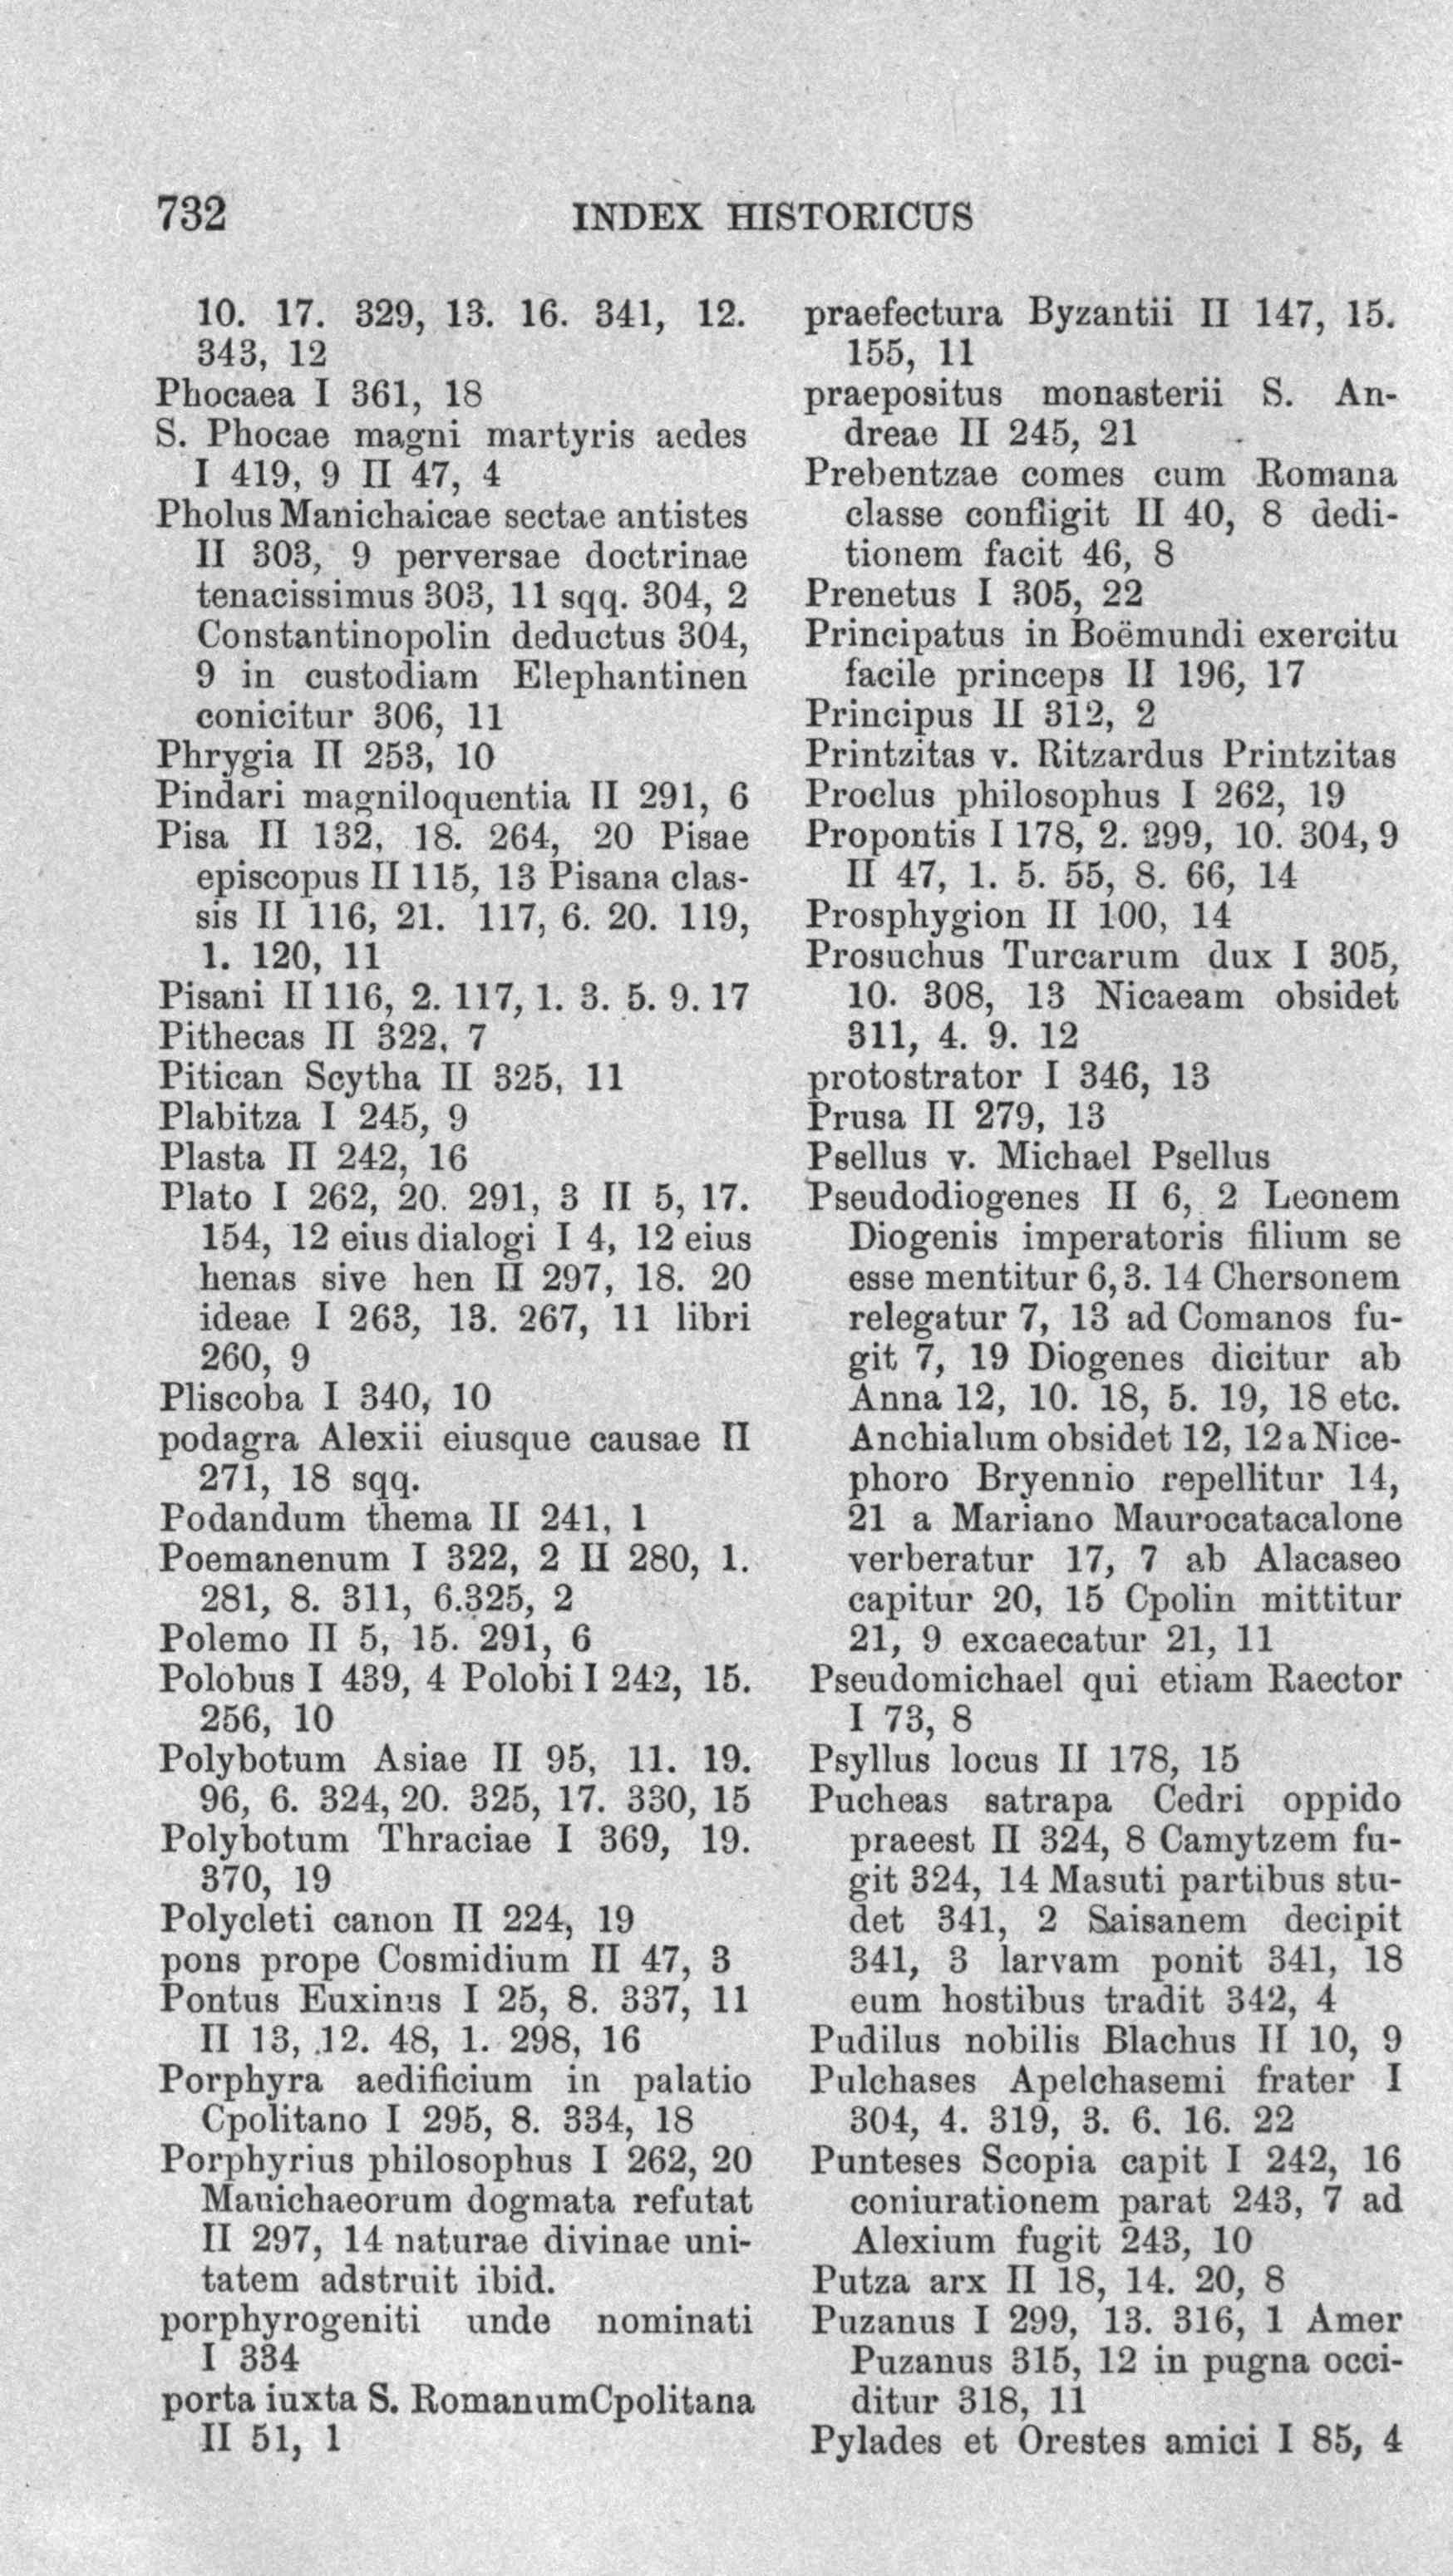 732
INDEX HISTORICUS
10. 17. 329, 13. 16. 341, 12.
343, 12
Phocaea I 361, 18
S. Phocae magni martyris aedes
I 419, 9 II 47, 4
Pholus Manichaicae sectae antistes
II 303, 9 perversae doctrinae
tenacissimus 303, 11 sqq. 304, 2
Constantinopolin deductus 304,
9 in custodiam Elephantinen
conicitur 306, 11
Phrygia II 253, 10
Pindari magniloquentia II 291, 6
Pisa II 132, 18. 264, 20 Pisae
episcopus II 115, 13 Pisana clas-
sis II 116, 21. 117, 6. 20. 119,
1. 120, 11
Pisani II 116, 2. 117, 1. 3. 5. 9. 17
Pithecas II 322, 7
Pitican Scytha II 325, 11
Plabitza I 245, 9
Plasta II 242, 16
Plato I 262, 20. 291, 3 II 5, 17.
154, 12 eius dialogi I 4, 12 eius
henas sive hen II 297, 18. 20
ideae I 263, 13. 267, 11 libri
260, 9
Pliscoba I 340, 10
podagra Alexii eiusque causae II
271, 18 sqq.
Podandum thema II 241, 1
Poemanenum I 322, 2 II 280, 1.
281, 8. 311, 6.325, 2
Polemo II 5, 15. 291, 6
Polobus I 439, 4 Polobi I 242, 15.
256, 10
Polybotum Asiae II 95, 11. 19.
96, 6. 324, 20. 325, 17. 330, 15
Polybotum Thraciae I 369, 19.
370, 19
Polycleti canon II 224, 19
pons prope Cosmidium II 47, 3
Pontus Euxinus I 25, 8. 337, 11
II 13, 12. 48, 1. 298, 16
Porphyra aedificium in palatio
Cpolitano I 295, 8. 334, 18
Porphyrius philosophus I 262, 20
Manichaeorum dogmata refutat
II 297, 14 naturae divinae uni-
tatem adstruit ibid.
porphyrogeniti unde nominati
I 334
porta iuxta S. RomanumCpolitana
II 51, 1
praefectura Byzantii II 147, 15.
155, 11
praepositus monasterii S. An-
dreae II 245, 21
Prebentzae comes cum Romana
classe confligit II 40, 8 dedi-
tionem facit 46, 8
Prenetus I 305, 22
Principatus in Boëmundi exercitu
facile princeps II 196, 17
Principus II 312, 2
Printzitas v. Ritzardus Printzitas
Proclus philosophus I 262, 19
Propontis I 178, 2. 299, 10. 304, 9
II 47, 1. 5. 55, 8. 66, 14
Prosphygion II 100, 14
Prosuchus Turcarum dux I 305,
10. 308, 13 Nicaeam obsidet
311, 4. 9. 12
protostrator I 346, 13
Prusa II 279, 13
Psellus v. Michael Psellus
Pseudodiogenes II 6, 2 Leonem
Diogenis imperatoris filium se
esse mentitur 6, 3. 14 Chersonem
relegatur 7, 13 ad Comanos fu-
git 7, 19 Diogenes dicitur ab
Anna 12, 10. 18, 5. 19, 18 etc.
Anchialum obsidet 12, 12 a Nice-
phoro Bryennio repellitur 14,
21 a Mariano Maurocatacalone
verberatur 17, 7 ab Alacaseo
capitur 20, 15 Cpolin mittitur
21, 9 excaecatur 21, 11
Pseudomichael qui etiam Raector
I 73, 8
Psyllus locus II 178, 15
Pucheas satrapa Cedri oppido
praeest II 324, 8 Camytzem fu-
git 324, 14 Masuti partibus stu-
det 341, 2 Saisanem decipit
341, 3 larvam ponit 341, 18
eum hostibus tradit 342, 4
Pudilus nobilis Blachus II 10, 9
Pulchases Apelchasemi frater I
304, 4. 319, 3. 6. 16. 22
Punteses Scopia capit I 242, 16
coniurationem parat 243, 7 ad
Alexium fugit 243, 10
Putza arx II 18, 14. 20, 8
Puzanus I 299, 13. 316, 1 Amer
Puzanus 315, 12 in pugna occi-
ditur 318, 11
Pylades et Orestes amici I 85, 4